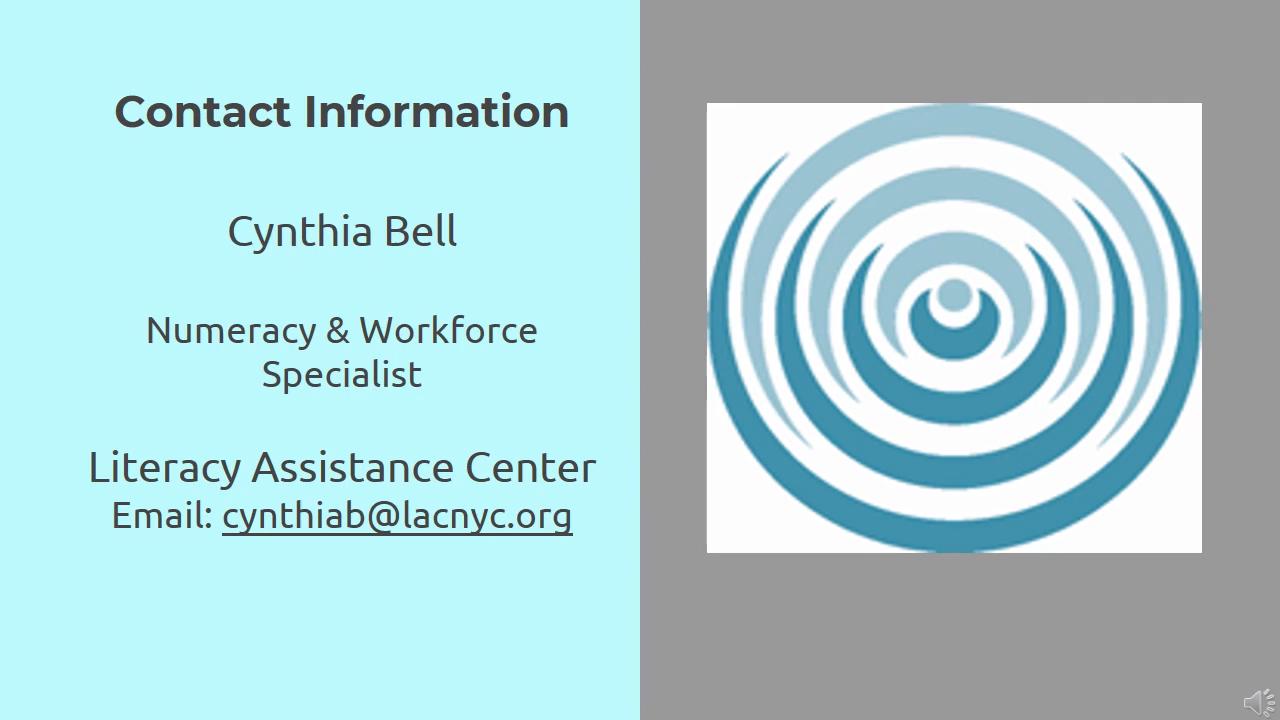 Contact Information
Cynthia Bell
Numeracy & Workforce
Specialist
Literacy Assistance Center
Email: cynthiab@lacnyc.org